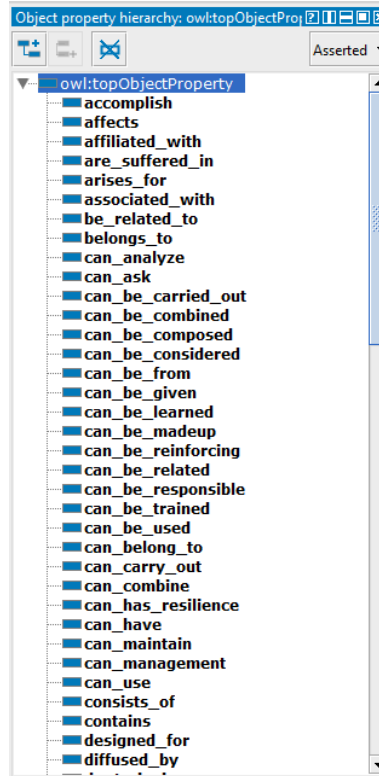 Object property hierarchy: owl:topObjectProp
Asserted
owl:topObjectProperty
accomplish
affects
affiliated_with
are_suffered_in
arises_for
associated_with
be_related_to
belongs_to
can_analyze
can_ask
can_be_carried_out
can_be_combined
can_be_composed
can_be_considered
can_be_from
can_be_given
can_be_learned
can_be_madeup
can_be_reinforcing
can_be_related
can_be_responsible
can_be_trained
can_be_used
can_belong_to
can_carry_out
can_combine
can_has_resilience
can_have
can_maintain
can_management
can_use
consists_of
contains
designed_for
diffused_by